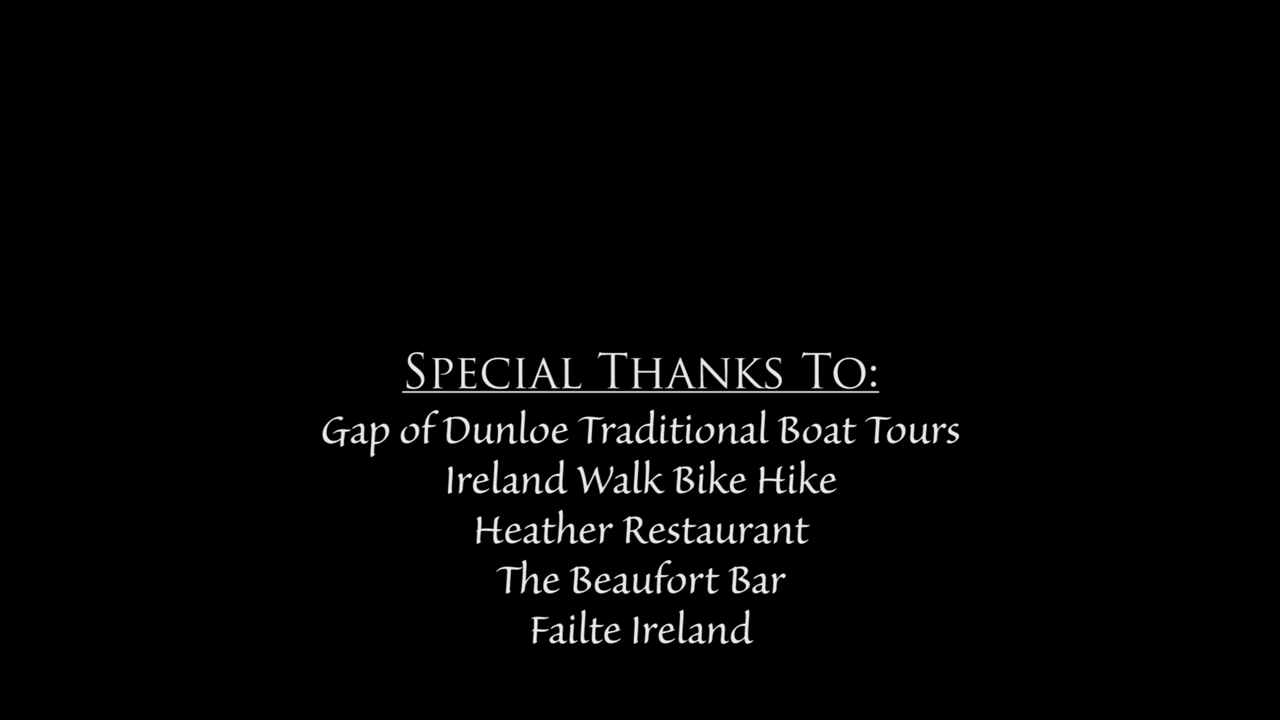 Special Thanks To:
Gap of Dunloe Traditional Boat Tours
Ireland Walk Bike Hike
Heather Restaurant
The Beaufort Bar
Failte Ireland